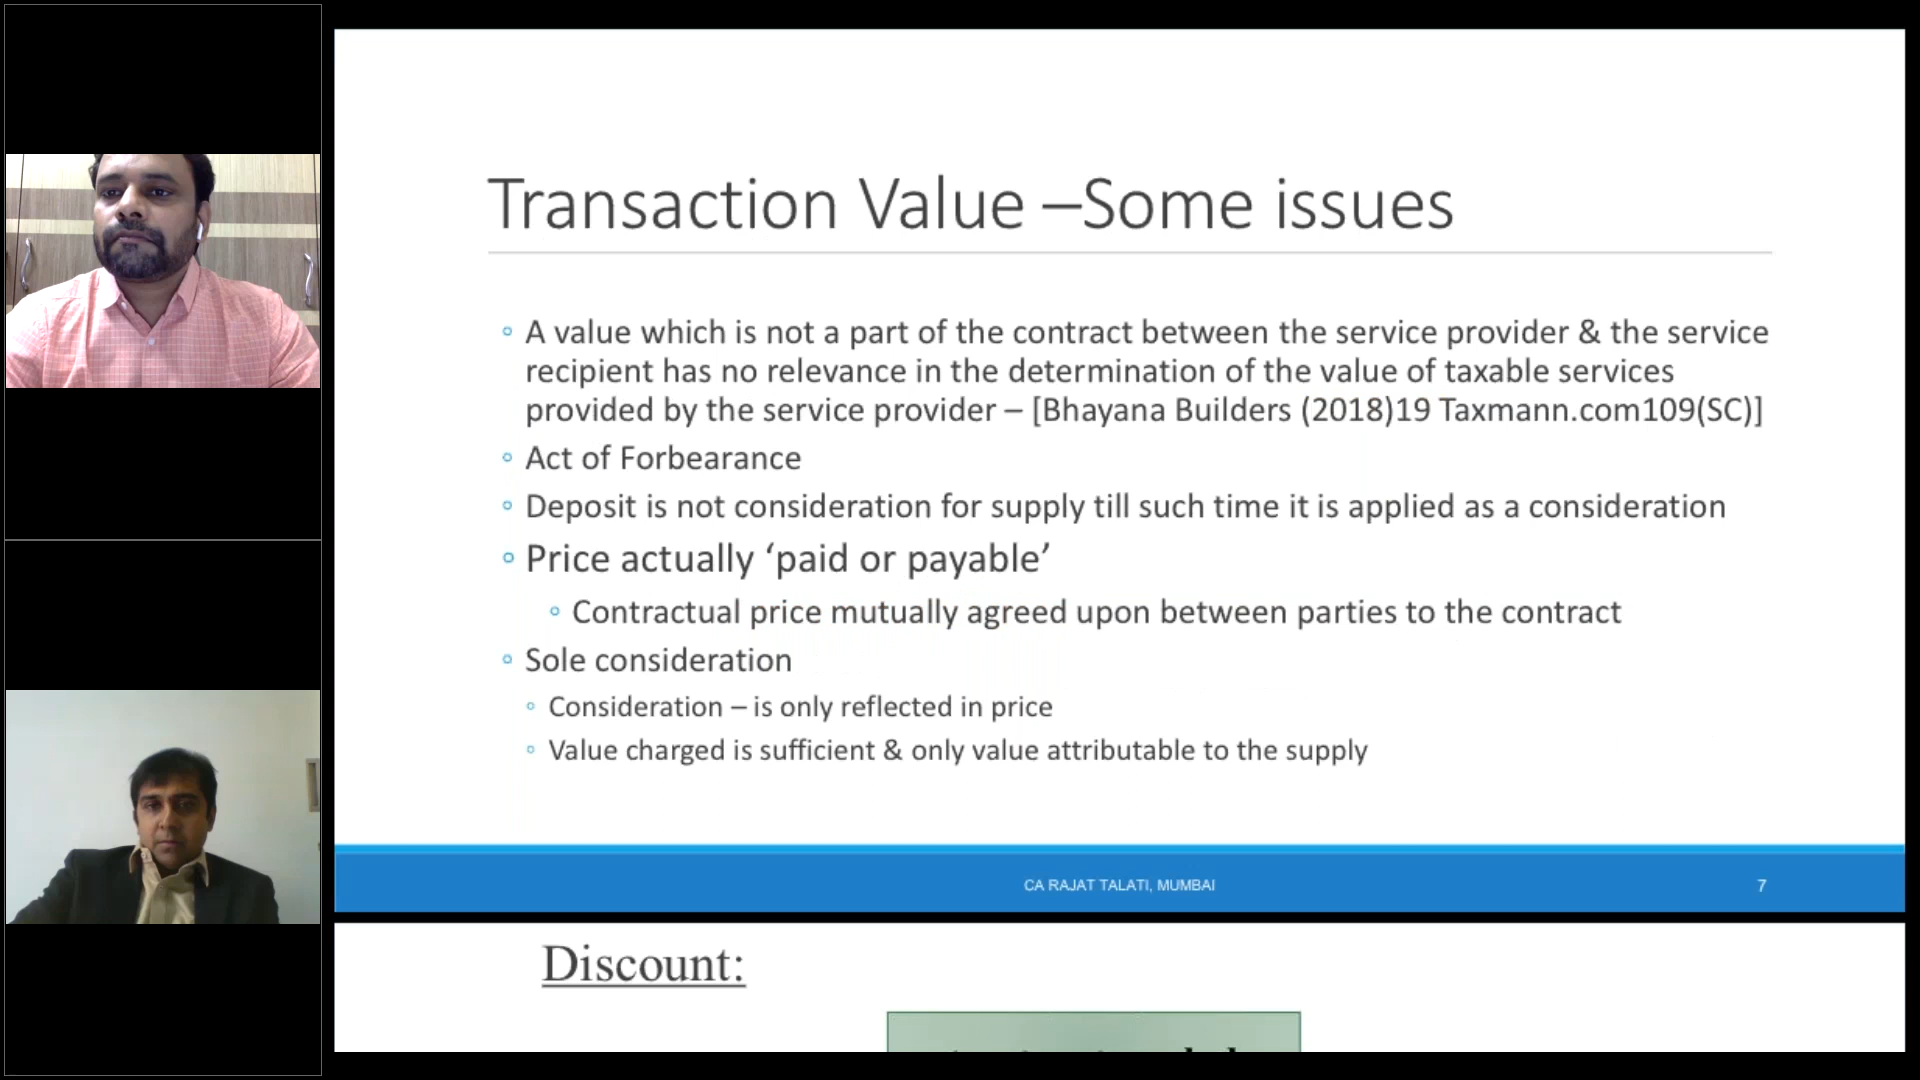 Transaction Value –Some issues
A value which is not a part of the contract between the service provider & the service
recipient has no relevance in the determination of the value of taxable services
provided by the service provider – [Bhayana Builders (2018)19 Taxmann.com109(SC)]
Act of Forbearance
Deposit is not consideration for supply till such time it is applied as a consideration
Price actually ‘paid or payable’
Contractual price mutually agreed upon between parties to the contract
Sole consideration
Consideration – is only reflected in price
Value charged is sufficient & only value attributable to the supply
CA RAJAT TALATI, MUMBAI
7
Discount: